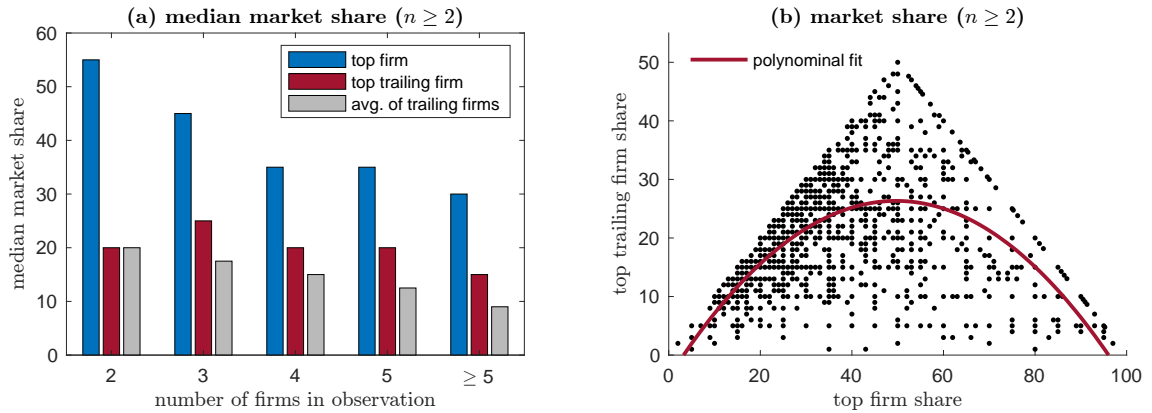 (a) median market share (n ≥ 2)
60
50
40
30
20
10
0
median market share
top firm
top trailing firm
avg. of trailing firms
2 3 4 5 ≥ 5
number of firms in observation
(b) market share (n ≥ 2)
50
40
30
20
10
0
top trailing firm share
polynominal fit
0 20 40 60 80 100
top firm share